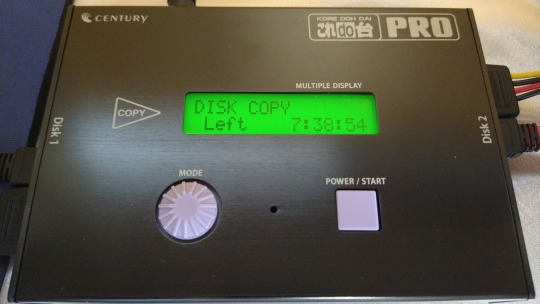 CENTURY
KORE DOH DAI
これdo台 PRO
MULTIPLE DISPLAY
DISK COPY
Left 7:38:54
COPY
Disk 1
Disk 2
MODE
POWER / START